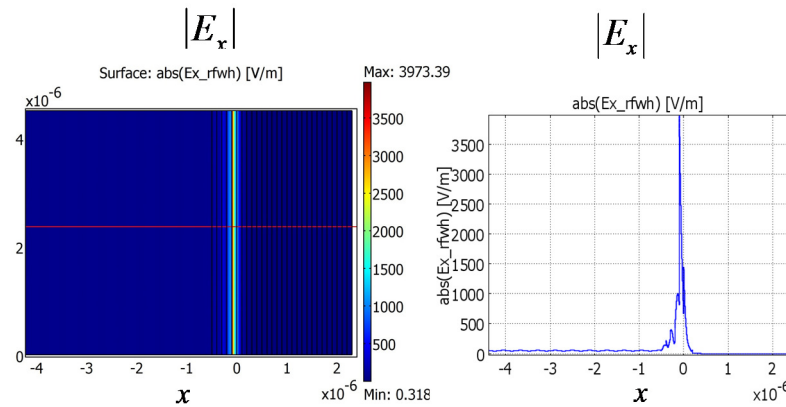 |Eₓ|
Surface: abs(Ex_rfwh) [V/m]
Max: 3973.39
x10⁻⁶
4
2
0
-4 -3 -2 -1 0 1 2
x10⁻⁶
x
3500
3000
2500
2000
1500
1000
500
Min: 0.318
|Eₓ|
abs(Ex_rfwh) [V/m]
abs(Ex_rfwh) [V/m]
3500
3000
2500
2000
1500
1000
500
0
-4 -3 -2 -1 0 1 2
x10⁻⁶
x